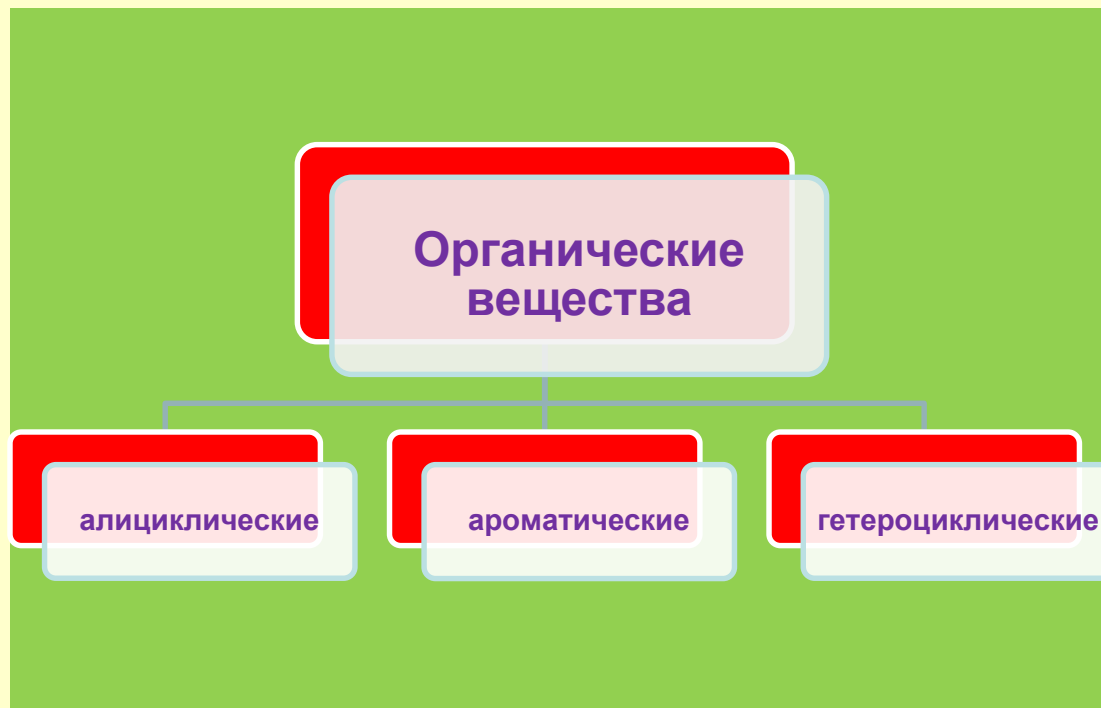 Органические
вещества
алициклические
ароматические
гетероциклические